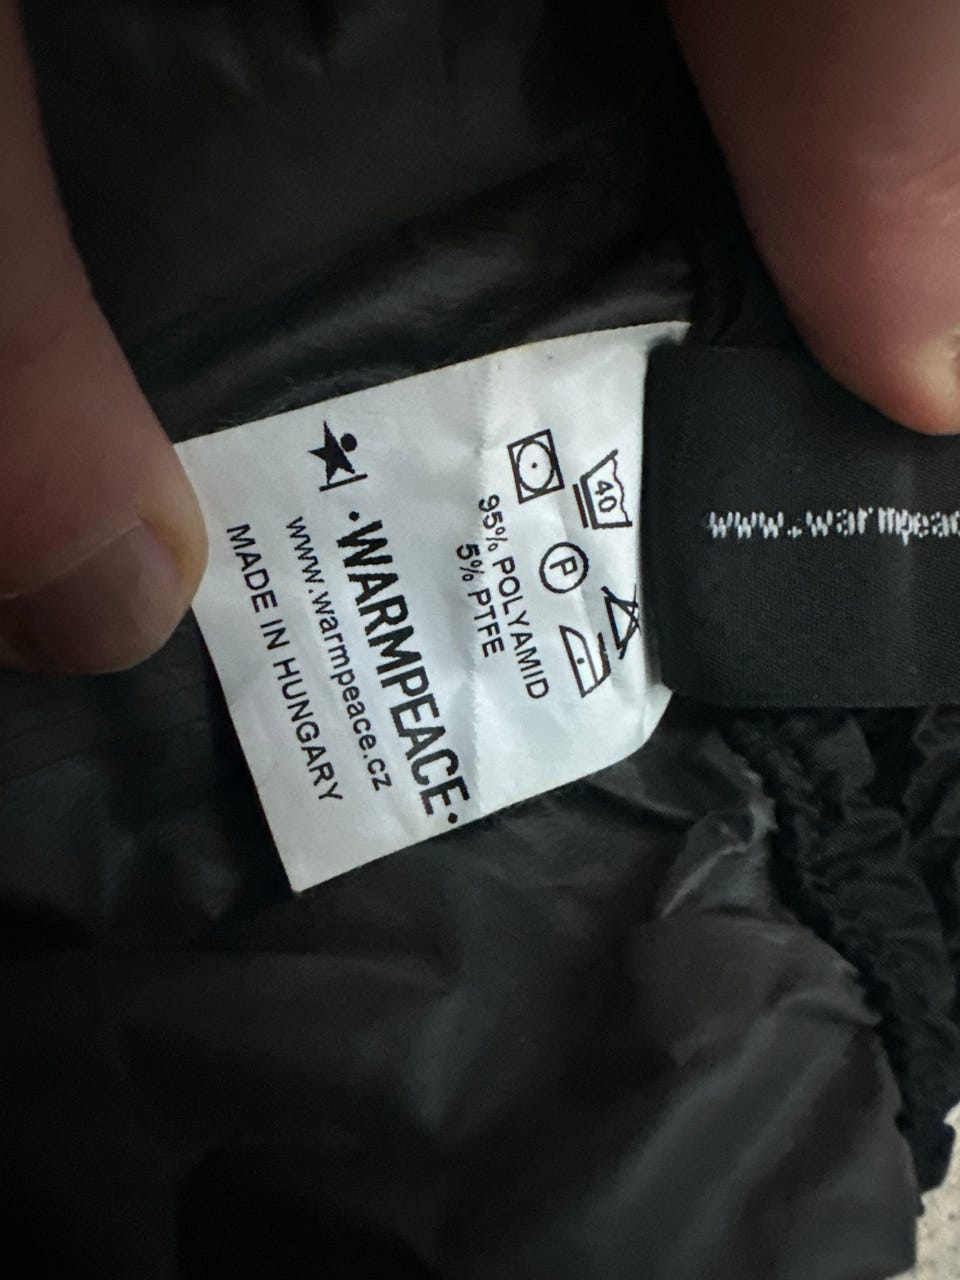 40
P
95% POLYAMID
5% PTFE
·WARMPEACE·
www.warmpeace.cz
MADE IN HUNGARY